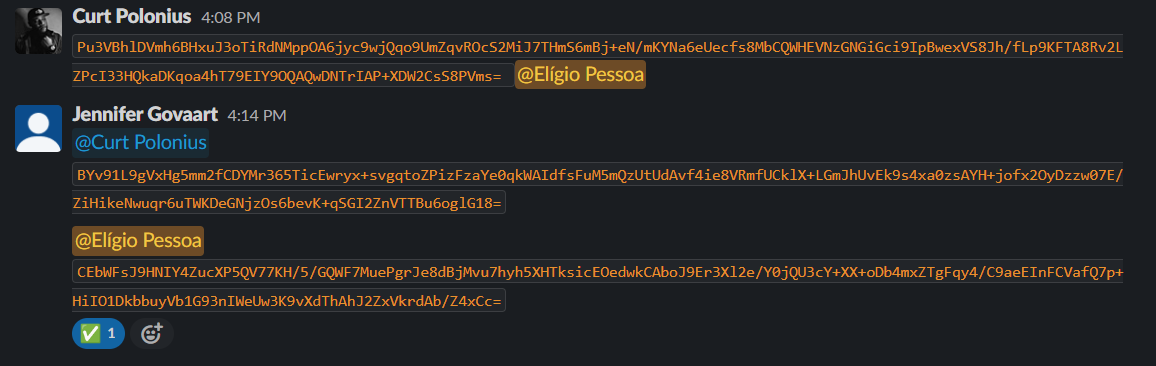 Curt Polonius 4:08 PM
Pu3VBhlDVmh6BHxuJ3oTiRdNMppOA6jyc9wjQqo9UmZqvROcS2MiJ7THmS6mBj+eN/mKYNa6eUecfs8MbCQWHEVNzGNGiGci9IpBwexVS8Jh/fLp9KFTA8Rv2L
ZPcI33HQkaDKqoa4hT79EIY9OQAQwDNTrIAP+XDW2CsS8PVms= @Elígio Pessoa
Jennifer Govaart 4:14 PM
@Curt Polonius
BYv91L9gVxHg5mm2fCDYMr365TicEwryx+svgqtoZPizFzaYe0qkWAIdfsFuM5mQzUtUdAvf4ie8VRmfUCklX+LGmJhUvEk9s4xa0zsAYH+jofx2OyDzzw07E/
ZiHikeNwuqr6uTWKDeGNjzOs6bevK+qSGI2ZnVTTBu6oglG18=
@Elígio Pessoa
CEbWFsJ9HNIY4ZucXP5QV77KH/5/GQWF7MuePgrJe8dBjMvu7hyh5XHTksicEOedwkCAboJ9Er3Xl2e/Y0jQU3cY+XX+oDb4mxZTgFqy4/C9aeEInFCVafQ7p+
HiIO1DkbbuyVb1G93nIWeUw3K9vXdThAhJ2ZxVkrdAb/Z4xCc=
1